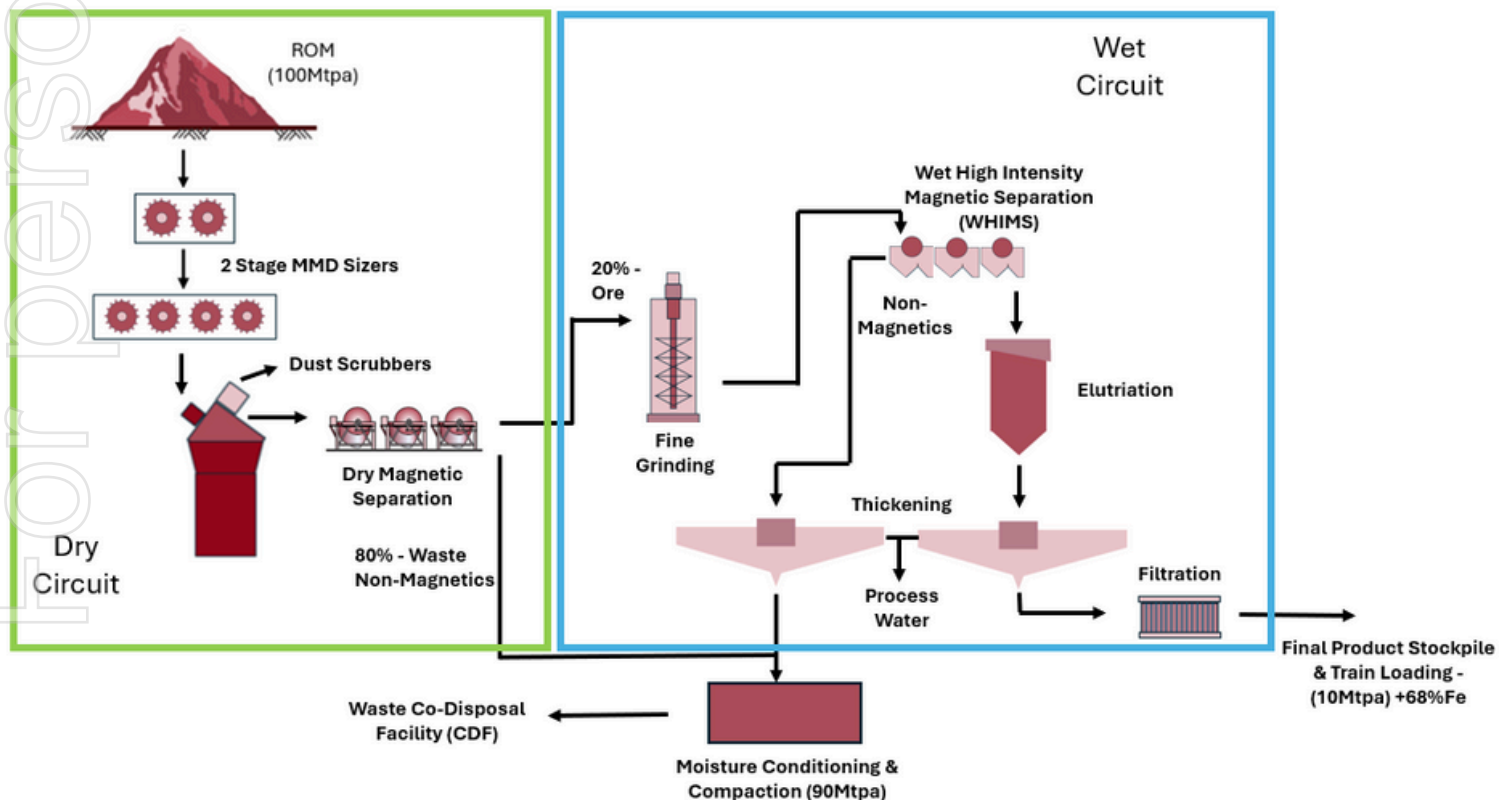 For perso
ROM
(100Mtpa)
2 Stage MMD Sizers
Dust Scrubbers
Dry Magnetic
Separation
80% - Waste
Non-Magnetics
Dry
Circuit
Wet
Circuit
Wet High Intensity
Magnetic Separation
(WHIMS)
20% -
Ore
Non-
Magnetics
Fine
Grinding
Elutriation
Thickening
Process
Water
Filtration
Final Product Stockpile
& Train Loading -
(10Mtpa) +68%Fe
Waste Co-Disposal
Facility (CDF)
Moisture Conditioning &
Compaction (90Mtpa)